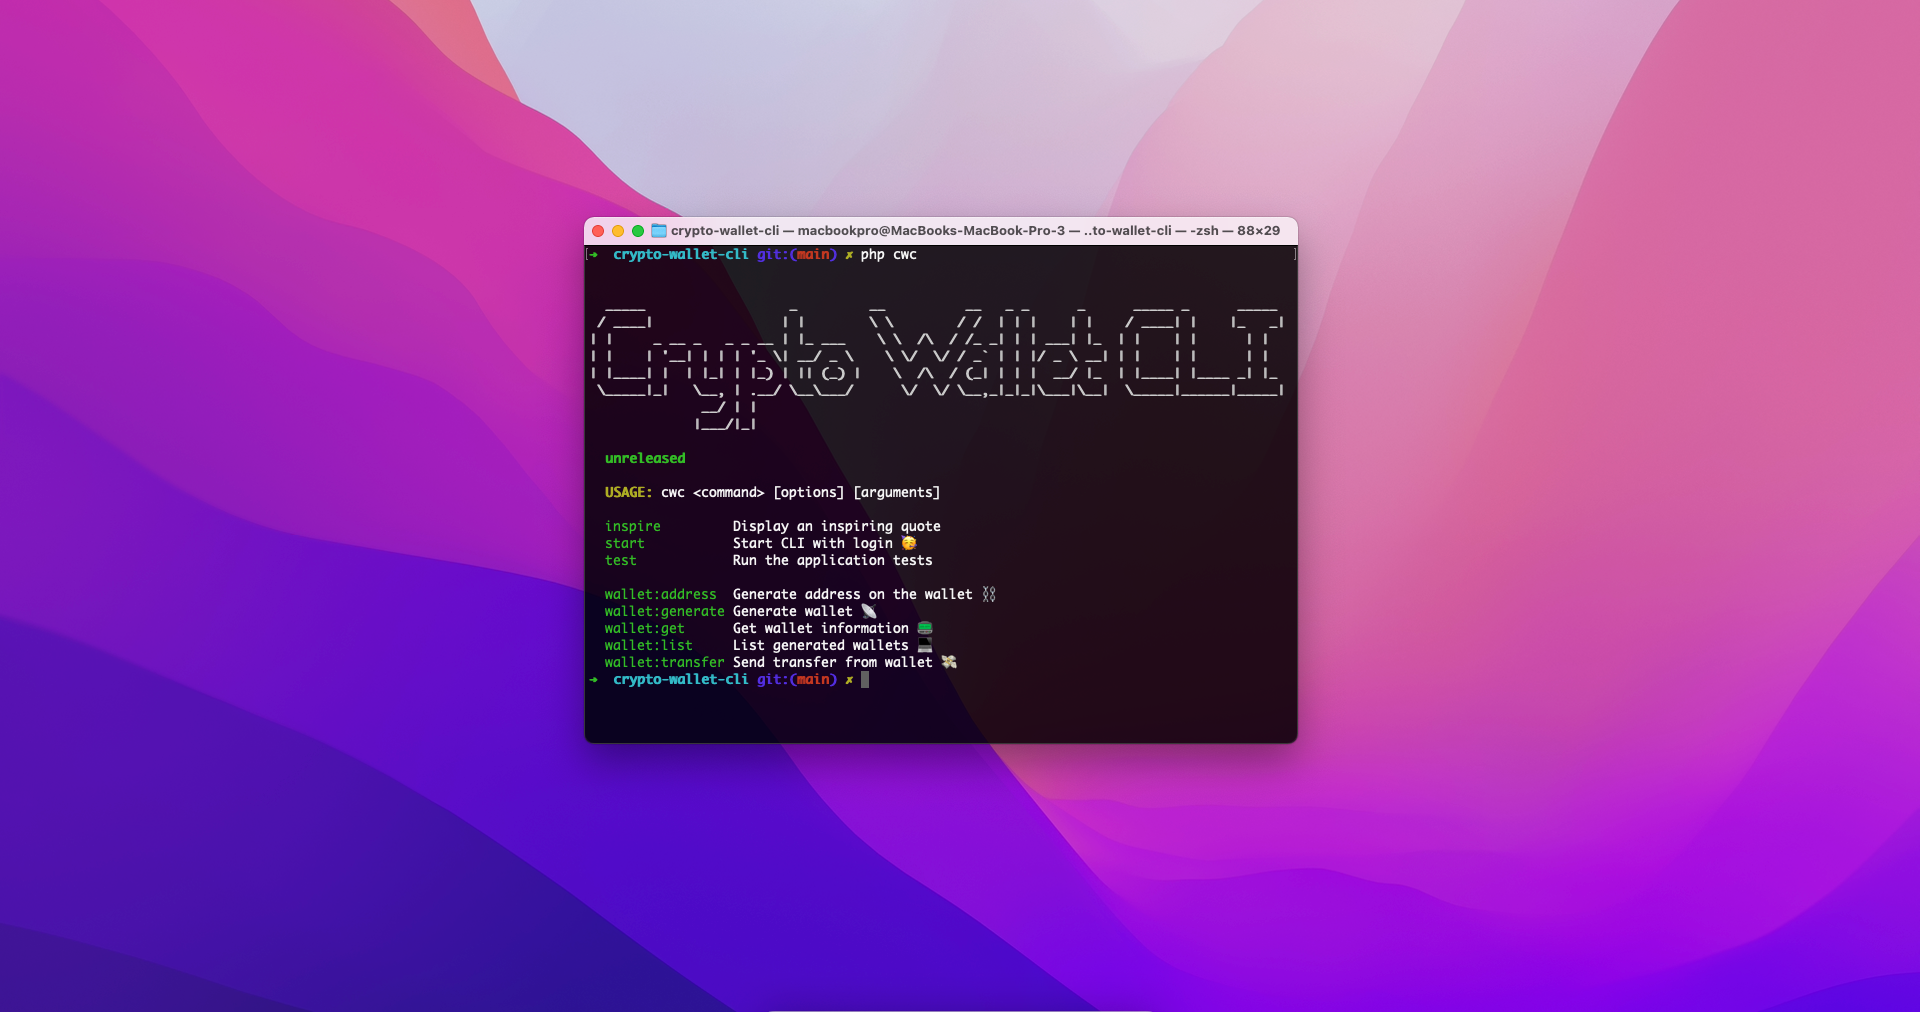 crypto-wallet-cli — macbookpro@MacBooks-MacBook-Pro-3 — ..to-wallet-cli — -zsh — 88×29
➜ crypto-wallet-cli git:(main) ✗ php cwc
Crypto Wallet CLI
unreleased
USAGE: cwc <command> [options] [arguments]
inspire Display an inspiring quote
start Start CLI with login 🥳
test Run the application tests
wallet:address Generate address on the wallet ⛓
wallet:generate Generate wallet 📡
wallet:get Get wallet information
wallet:list List generated wallets 💻
wallet:transfer Send transfer from wallet 💸
➜ crypto-wallet-cli git:(main) ✗